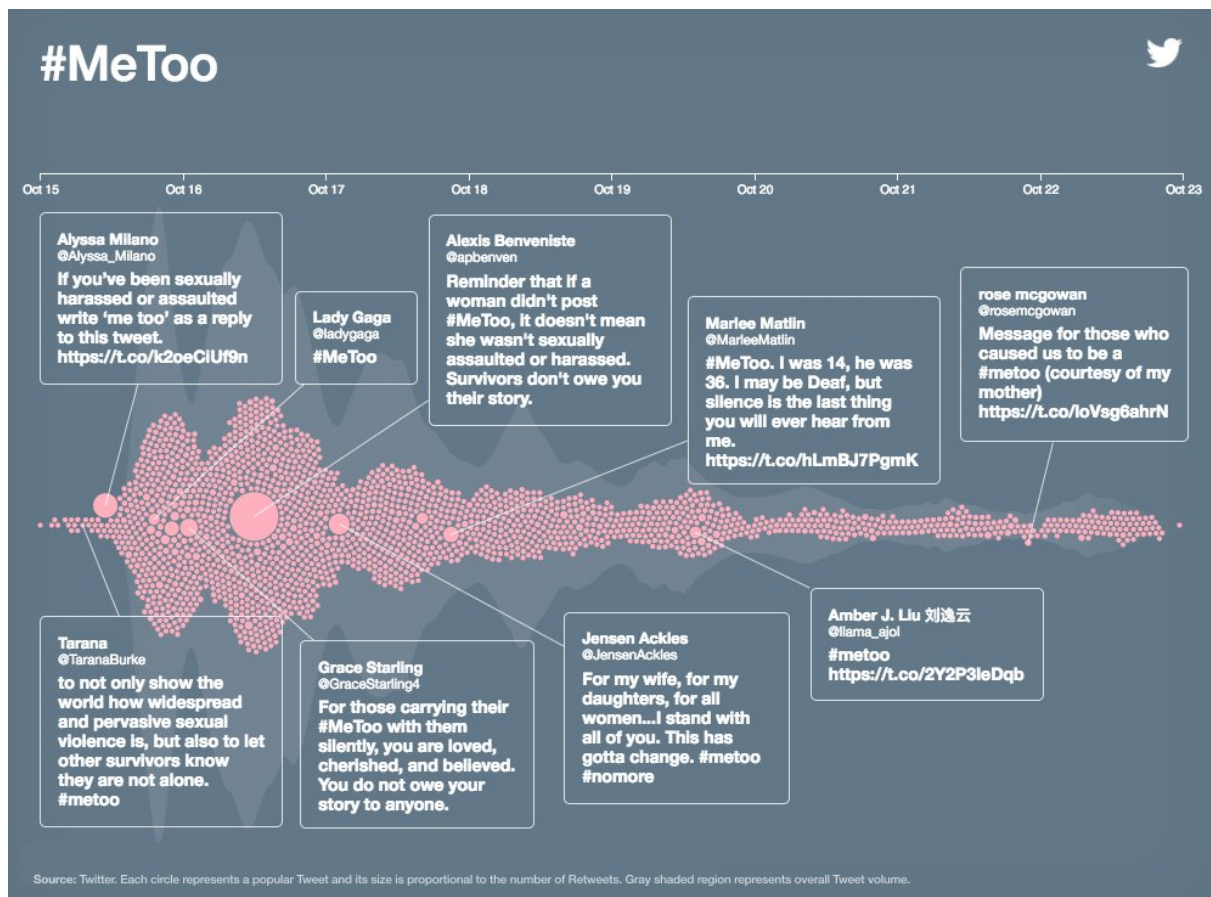 #MeToo
Oct 15
Oct 16
Oct 17
Oct 18
Oct 19
Oct 20
Oct 21
Oct 22
Oct 23
Alyssa Milano
@Alyssa_Milano
If you've been sexually
harassed or assaulted
write ‘me too’ as a reply
to this tweet.
https://t.co/k2oeCiUf9n
Lady Gaga
@ladygaga
#MeToo
Alexis Benveniste
@apbenven
Reminder that if a
woman didn't post
#MeToo, it doesn't mean
she wasn't sexually
assaulted or harassed.
Survivors don't owe you
their story.
Marlee Matlin
@MarleeMatlin
#MeToo. I was 14, he was
36. I may be Deaf, but
silence is the last thing
you will ever hear from
me.
https://t.co/hLmBJ7PgmK
rose mcgowan
@rosemcgowan
Message for those who
caused us to be a
#metoo (courtesy of my
mother)
https://t.co/loVsg6ahrN
Tarana
@TaranaBurke
to not only show the
world how widespread
and pervasive sexual
violence is, but also to let
other survivors know
they are not alone.
#metoo
Grace Starling
@GraceStarling4
For those carrying their
#MeToo with them
silently, you are loved,
cherished, and believed.
You do not owe your
story to anyone.
Jensen Ackles
@JensenAckles
For my wife, for my
daughters, for all
women...I stand with
all of you. This has
gotta change. #metoo
#nomore
Amber J. Liu 刘逸云
@llama_ajol
#metoo
https://t.co/2Y2P3IeDqb
Source: Twitter. Each circle represents a popular Tweet and its size is proportional to the number of Retweets. Gray shaded region represents overall Tweet volume.